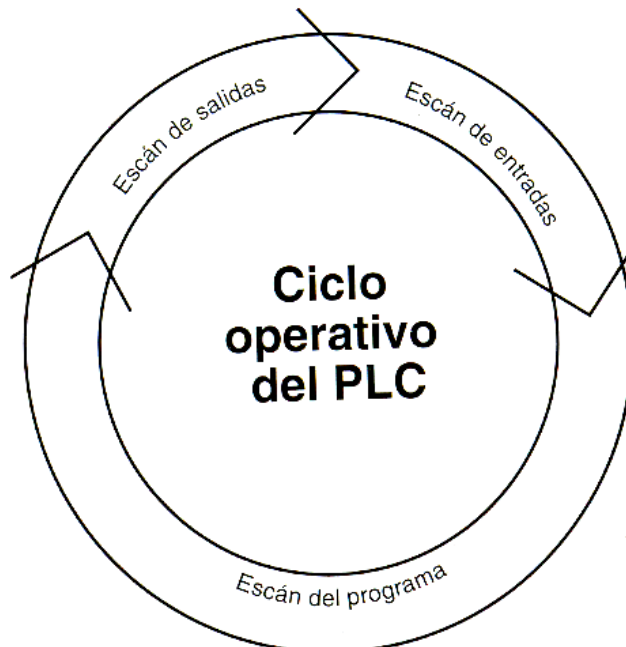 Escán de salidas
Escán de entradas
Ciclo
operativo
del PLC
Escán del programa